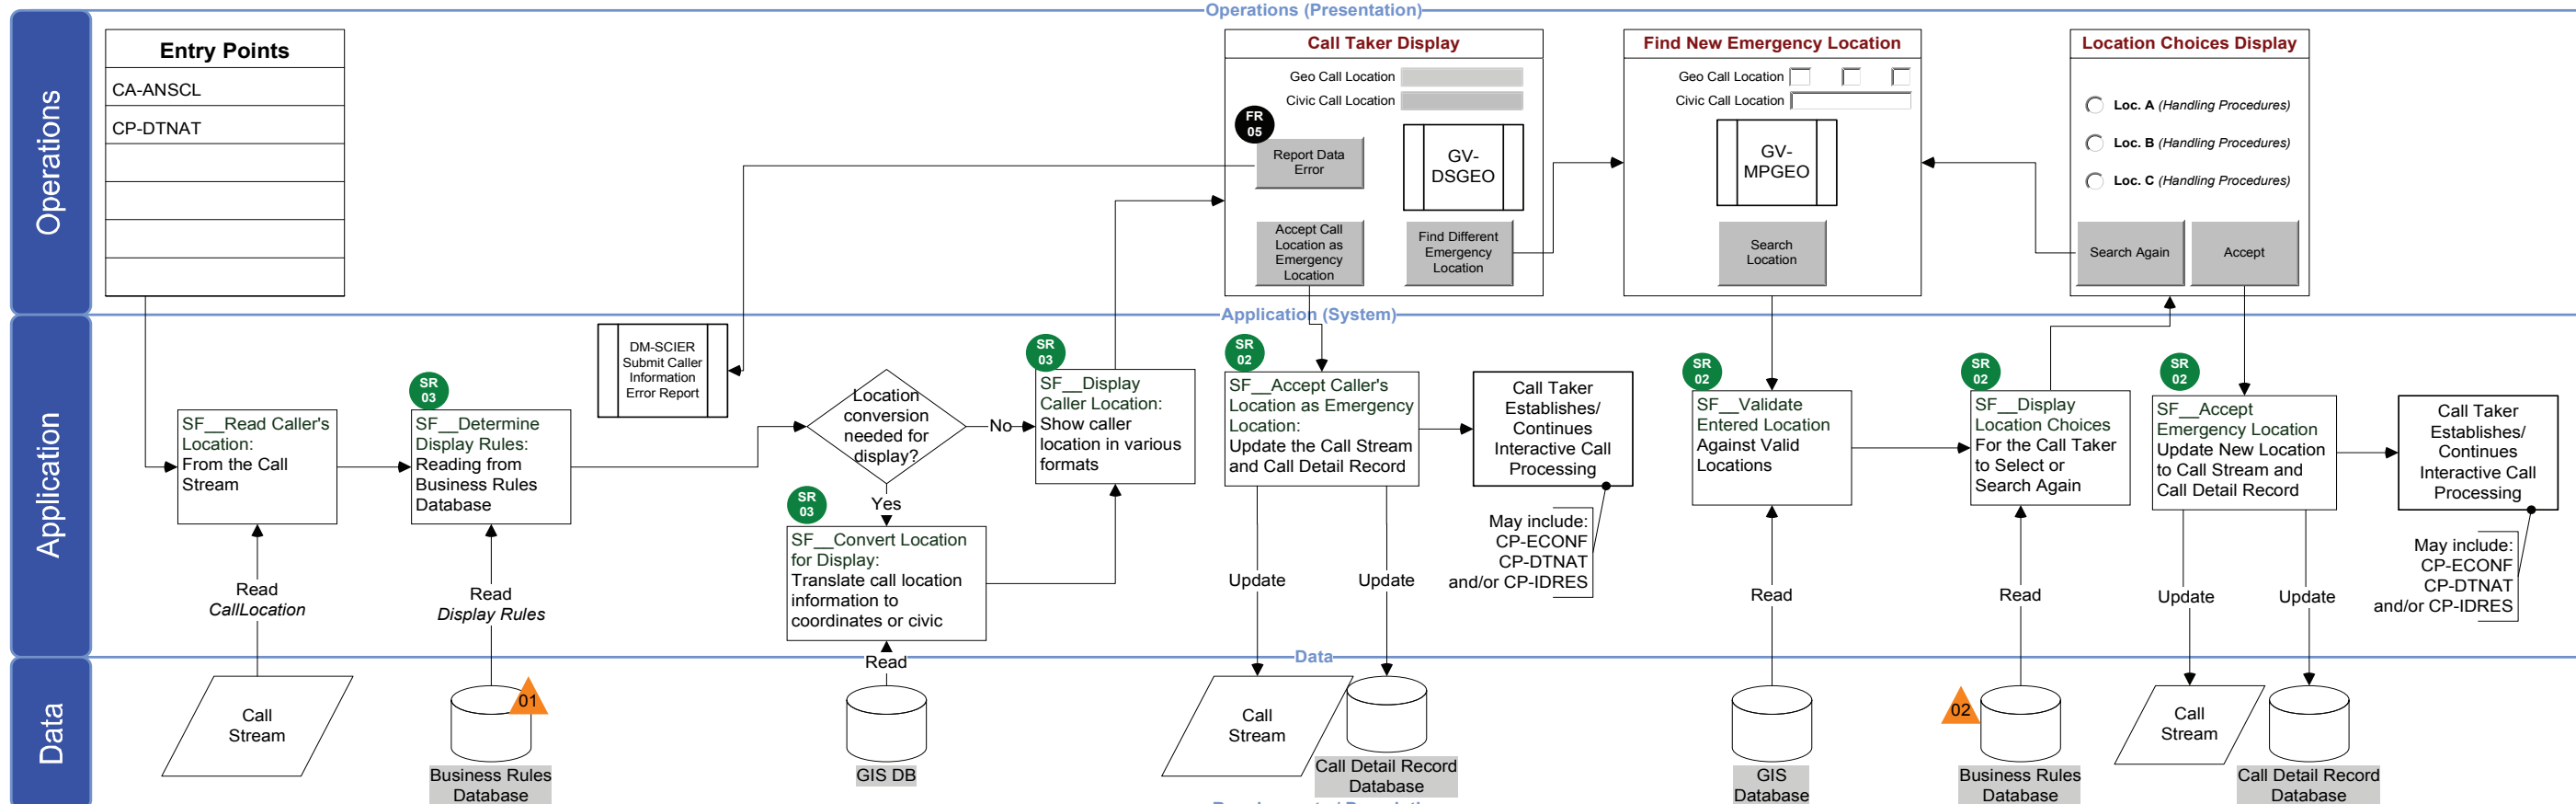 Operations (Presentation)
Operations
Entry Points
CA-ANSCL
CP-DTNAT
Call Taker Display
Geo Call Location
Civic Call Location
FR
05
Report Data
Error
GV-
DSGEO
Accept Call
Location as
Emergency
Location
Find Different
Emergency
Location
Find New Emergency Location
Geo Call Location
Civic Call Location
GV-
MPGEO
Search
Location
Location Choices Display
Loc. A (Handling Procedures)
Loc. B (Handling Procedures)
Loc. C (Handling Procedures)
Search Again
Accept
Application (System)
Application
SF__Read Caller's
Location:
From the Call
Stream
Read
CallLocation
SR
03
SF__Determine
Display Rules:
Reading from
Business Rules
Database
Read
Display Rules
DM-SCIER
Submit Caller
Information
Error Report
Location
conversion
needed for
display?
No
Yes
SR
03
SF__Convert Location
for Display:
Translate call location
information to
coordinates or civic
Read
SR
03
SF__Display
Caller Location:
Show caller
location in various
formats
SR
02
SF__Accept Caller's
Location as Emergency
Location:
Update the Call Stream
and Call Detail Record
Update
Update
Call Taker
Establishes/
Continues
Interactive Call
Processing
May include:
CP-ECONF
CP-DTNAT
and/or CP-IDRES
SR
02
SF__Validate
Entered Location
Against Valid
Locations
Read
SR
02
SF__Display
Location Choices
For the Call Taker
to Select or
Search Again
Read
SR
02
SF__Accept
Emergency Location
Update New Location
to Call Stream and
Call Detail Record
Update
Update
Call Taker
Establishes/
Continues
Interactive Call
Processing
May include:
CP-ECONF
CP-DTNAT
and/or CP-IDRES
Data
Data
Call
Stream
01
Business Rules
Database
GIS DB
Call
Stream
Call Detail Record
Database
GIS
Database
02
Business Rules
Database
Call
Stream
Call Detail Record
Database